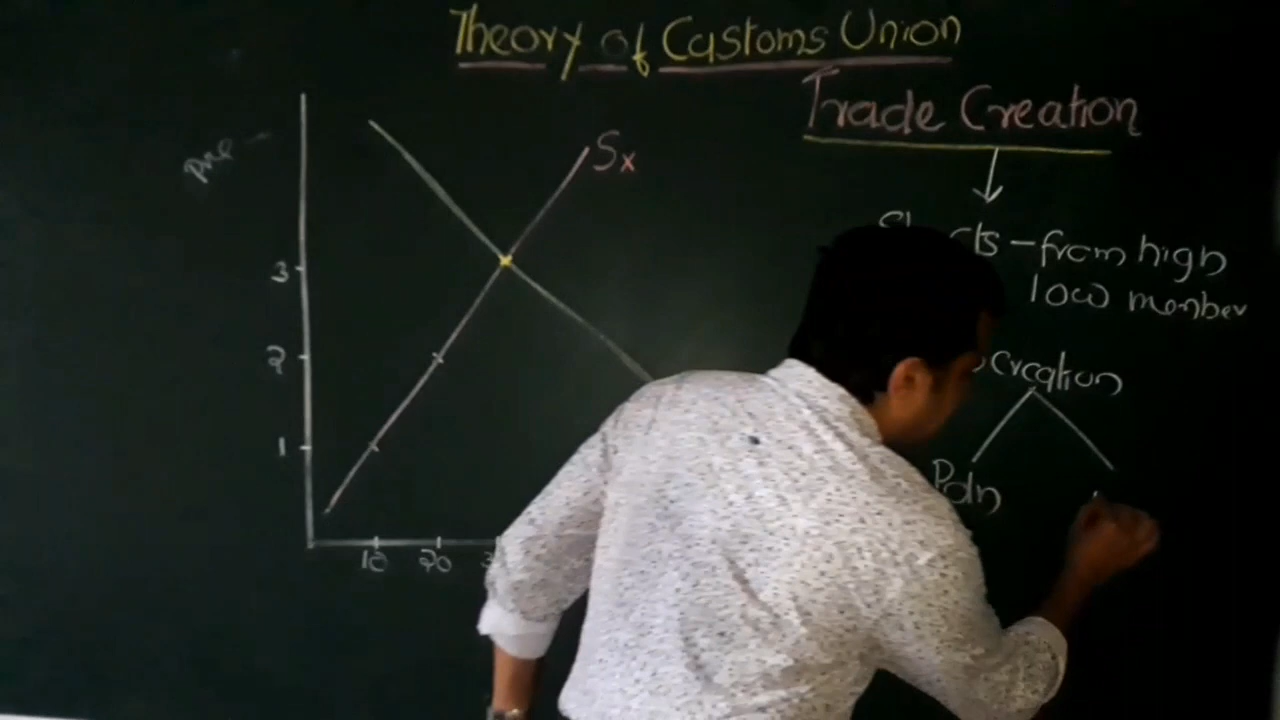 Theory of Customs Union
Trade Creation
Sx
from high
low member
creation
Pdn
3
2
1
10 20